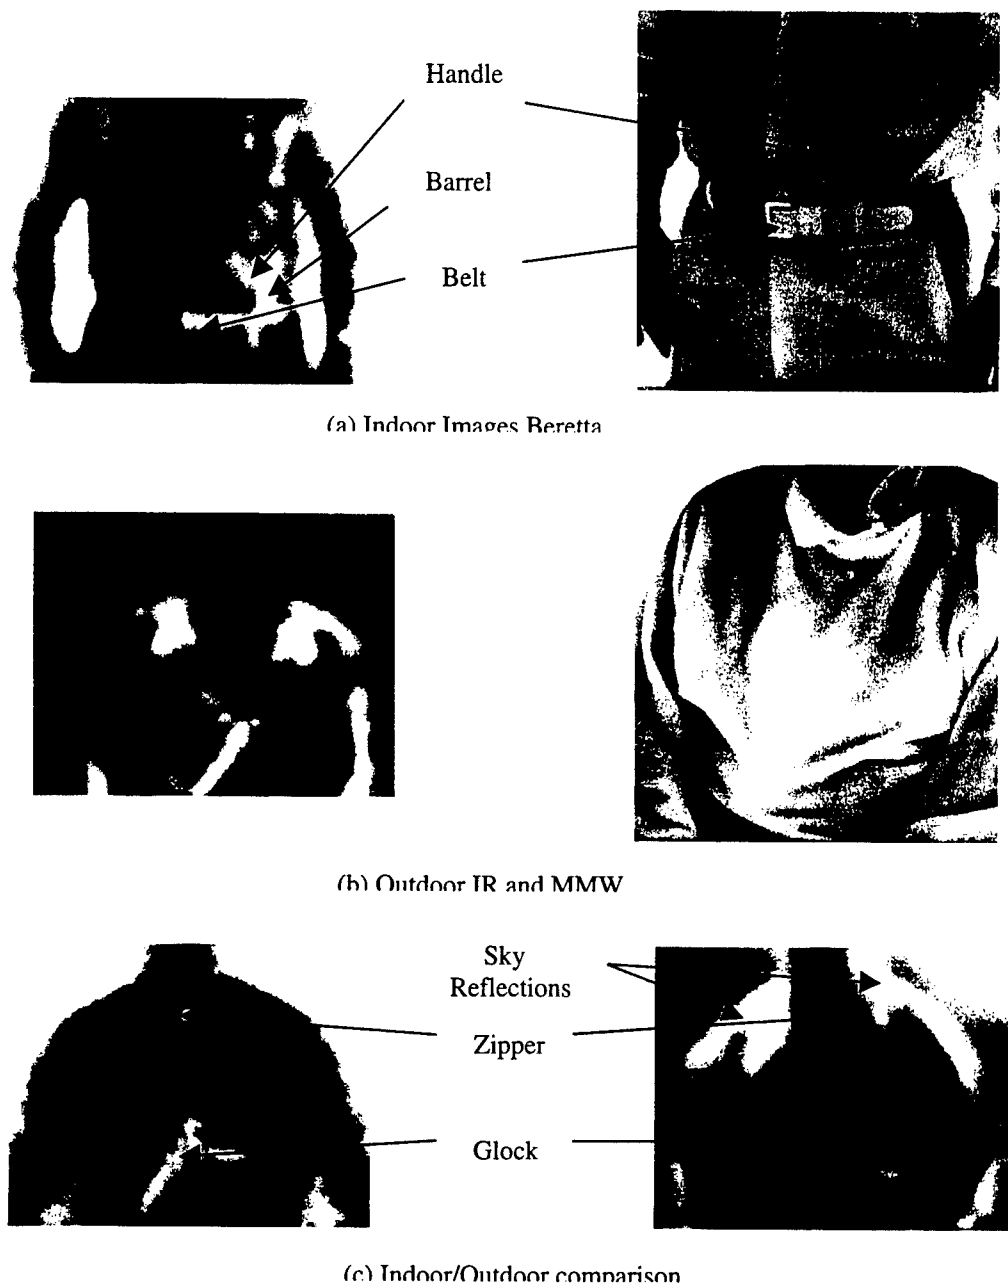 Handle
Barrel
Belt
(a) Indoor Images Beretta
(b) Outdoor IR and MMW
Sky
Reflections
Zipper
Glock
(c) Indoor/Outdoor comparison